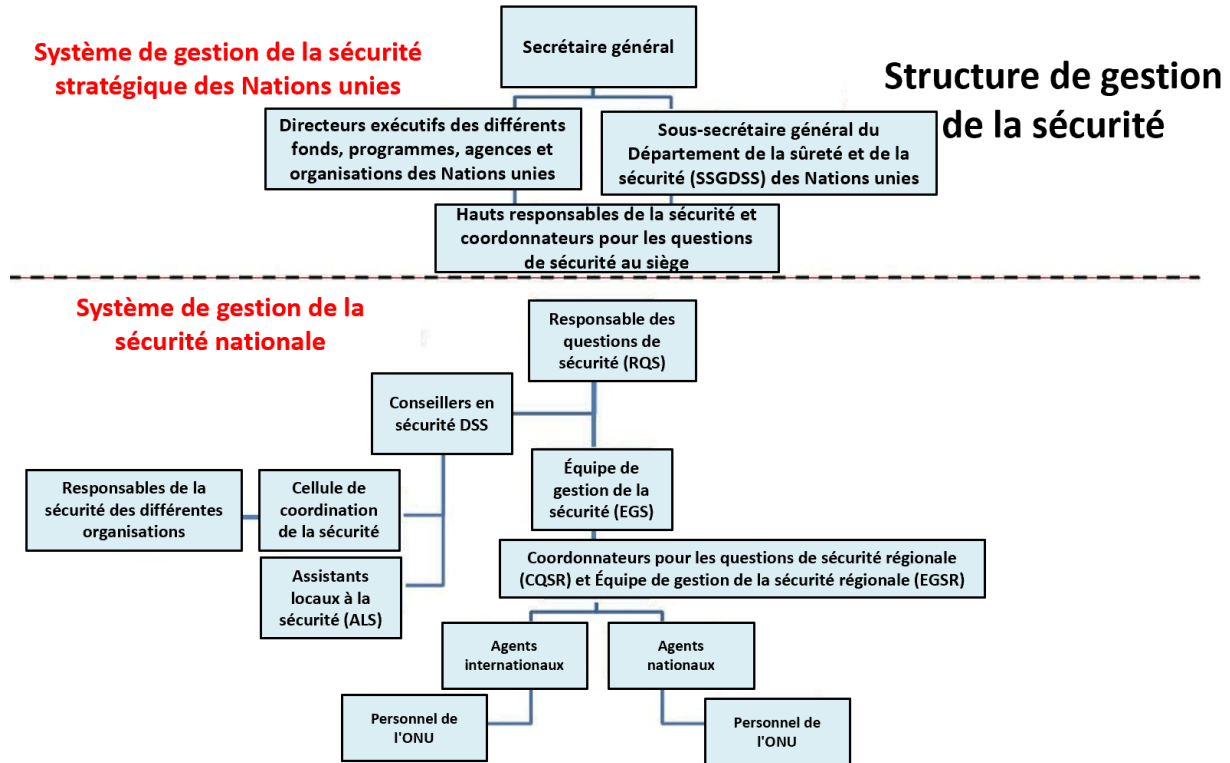 Système de gestion de la sécurité
stratégique des Nations unies
Secrétaire général
Structure de gestion
de la sécurité
Directeurs exécutifs des différents
fonds, programmes, agences et
organisations des Nations unies
Sous-secrétaire général du
Département de la sûreté et de la
sécurité (SSGDSS) des Nations unies
Hauts responsables de la sécurité et
coordonnateurs pour les questions
de sécurité au siège
Système de gestion de la
sécurité nationale
Responsable des
questions de
sécurité (RQS)
Conseillers en
sécurité DSS
Équipe de
gestion de la
sécurité (EGS)
Responsables de la
sécurité des différentes
organisations
Cellule de
coordination
de la sécurité
Assistants
locaux à la
sécurité (ALS)
Coordonnateurs pour les questions de sécurité régionale
(CQSR) et Équipe de gestion de la sécurité régionale (EGSR)
Agents
internationaux
Agents
nationaux
Personnel de
l'ONU
Personnel de
l'ONU